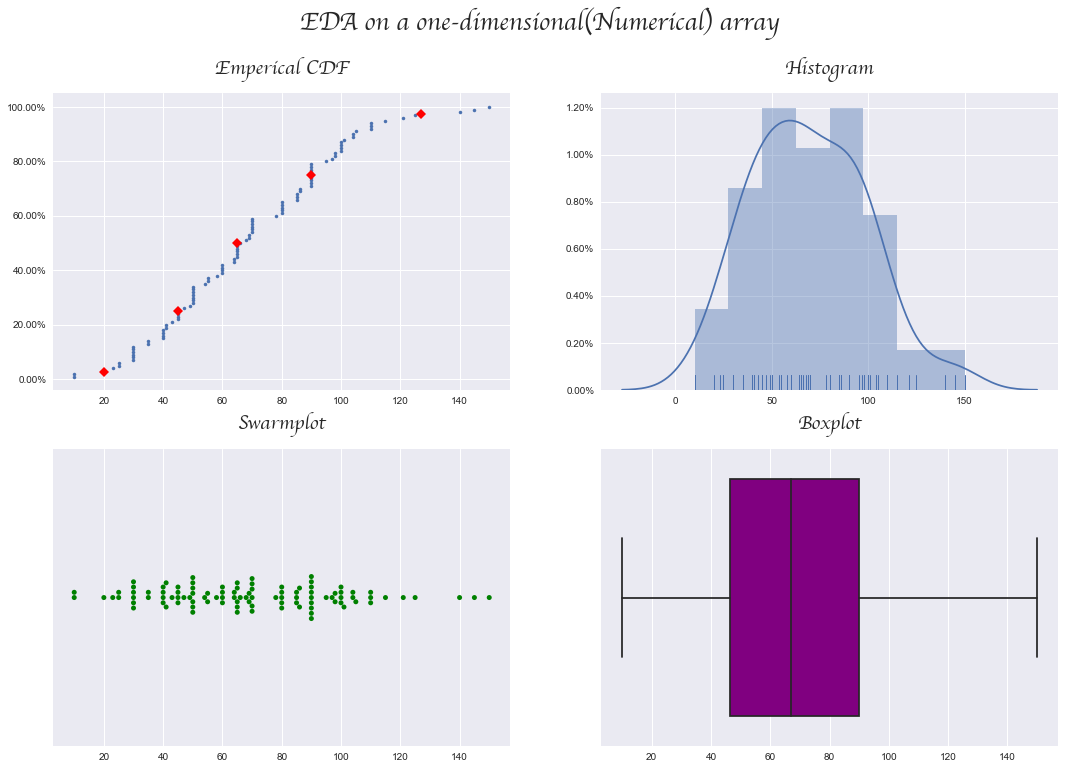 EDA on a one-dimensional(Numerical) array
Emperical CDF
100.00%
80.00%
60.00%
40.00%
20.00%
0.00%
20 40 60 80 100 120 140
Histogram
1.20%
1.00%
0.80%
0.60%
0.40%
0.20%
0.00%
0 50 100 150
Swarmplot
20 40 60 80 100 120 140
Boxplot
20 40 60 80 100 120 140